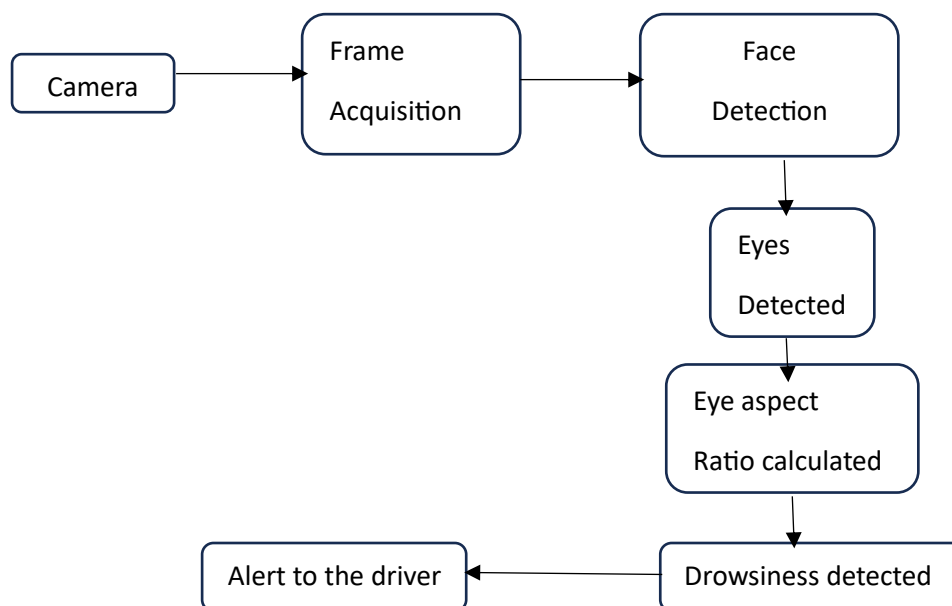 Camera
Frame
Acquisition
Face
Detection
Eyes
Detected
Eye aspect
Ratio calculated
Drowsiness detected
Alert to the driver